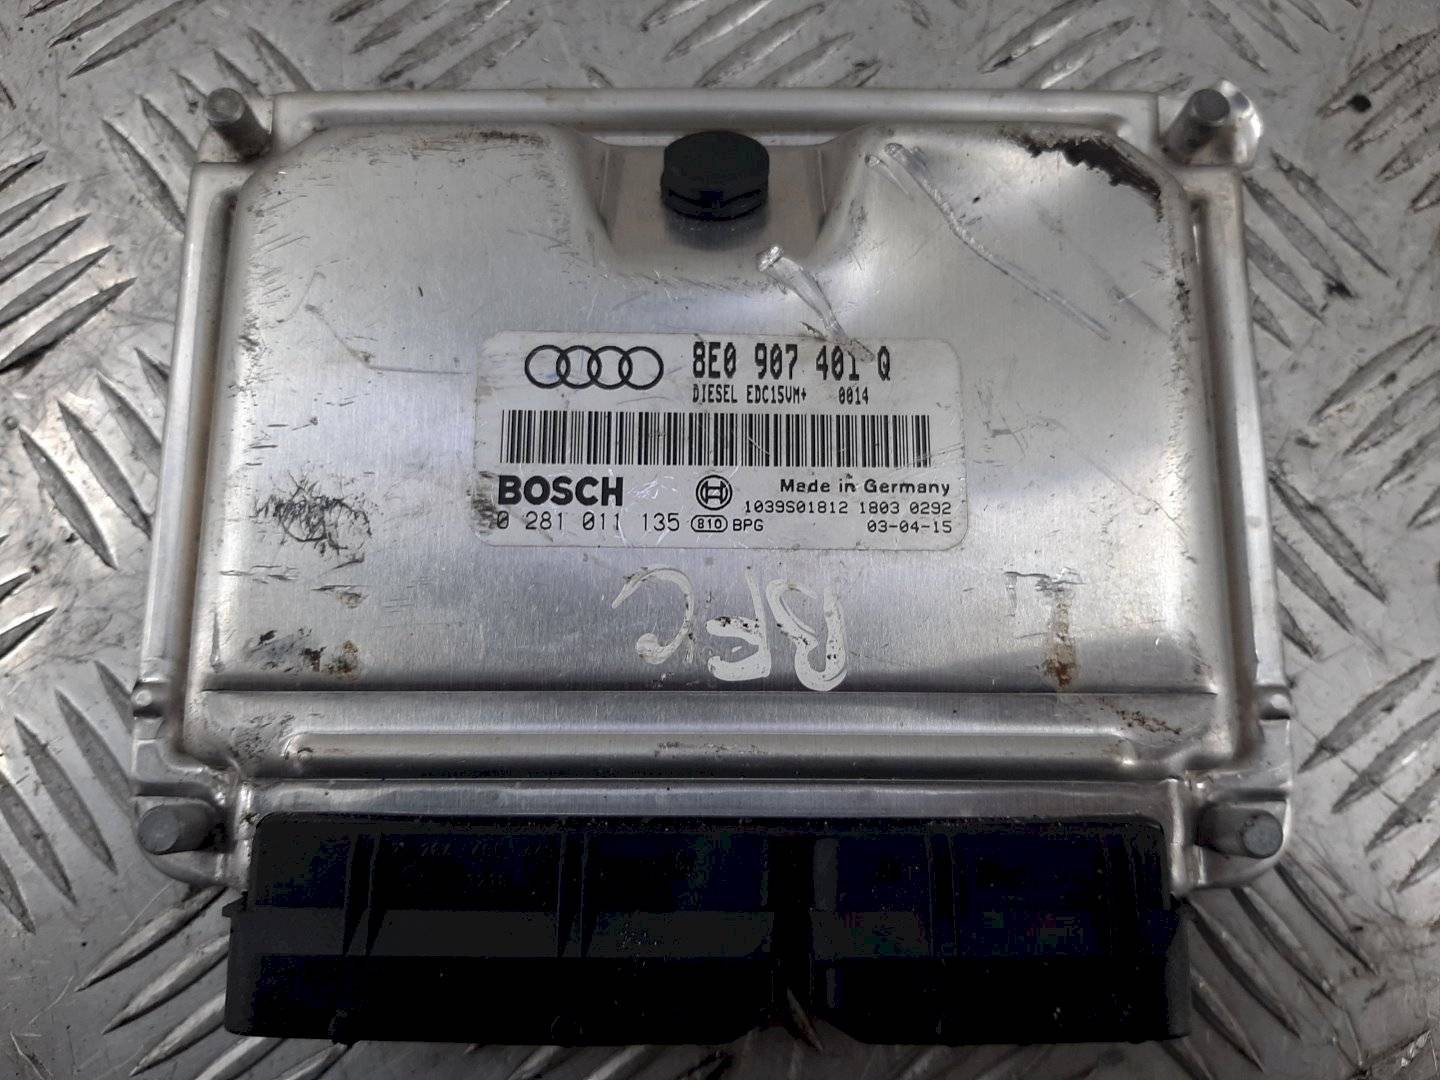 8E0 907 401 Q
DIESEL EDC15VM+ 0014
BOSCH
Made in Germany
1039S01812 1803 0292
0 281 011 135 810 BPG
03-04-15
BFC